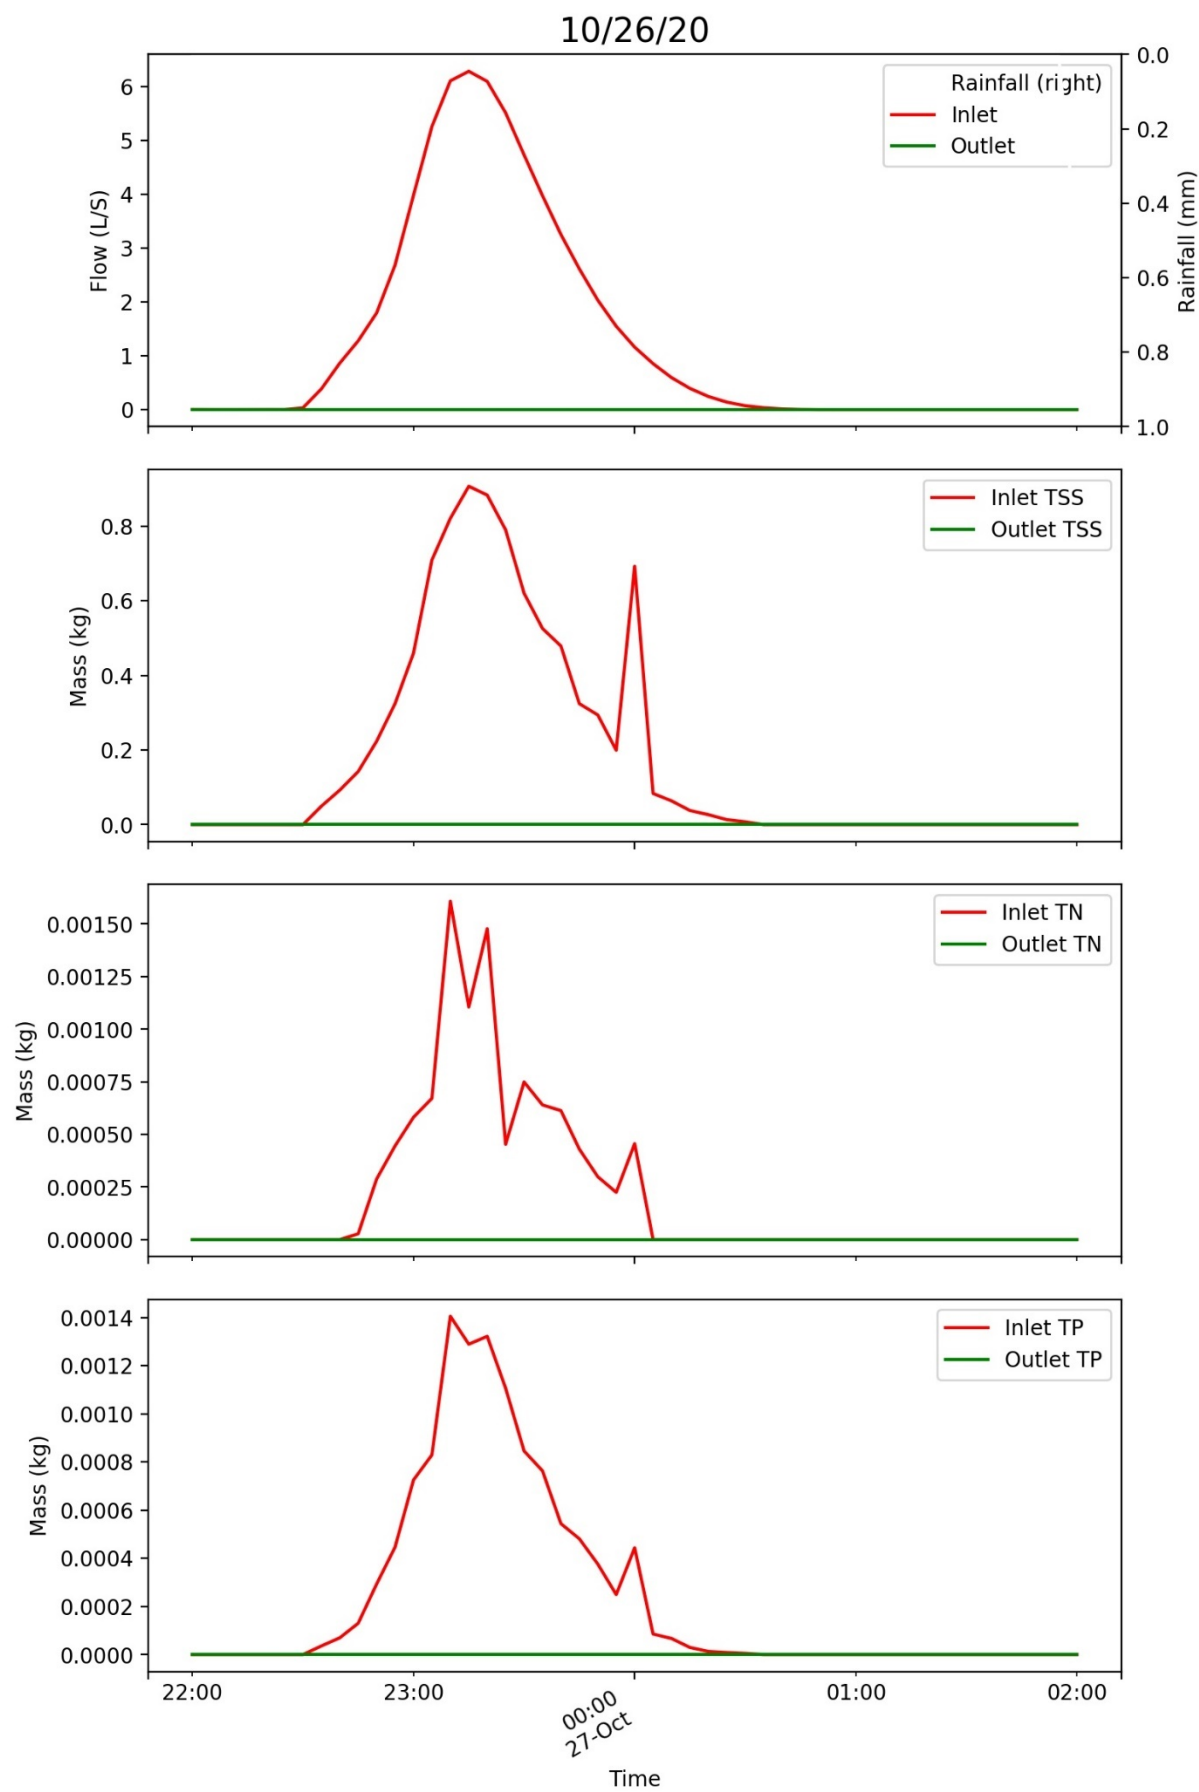 10/26/20
Rainfall (right)
Inlet
Outlet
6
5
4
3
2
1
0
Flow (L/S)
0.0
0.2
0.4
0.6
0.8
1.0
Rainfall (mm)
Inlet TSS
Outlet TSS
0.8
0.6
0.4
0.2
0.0
Mass (kg)
Inlet TN
Outlet TN
0.00150
0.00125
0.00100
0.00075
0.00050
0.00025
0.00000
Mass (kg)
Inlet TP
Outlet TP
0.0014
0.0012
0.0010
0.0008
0.0006
0.0004
0.0002
0.0000
Mass (kg)
22:00
23:00
00:00
27-Oct
01:00
02:00
Time